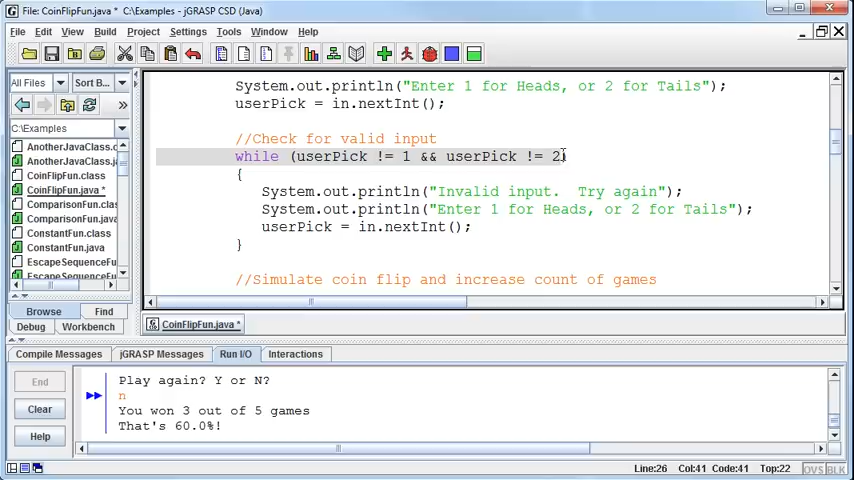 File: CoinFlipFun.java *  C:\Examples - jGRASP CSD (Java)
File Edit View Build Project Settings Tools Window Help
All Files Sort B...
C:\Examples
AnotherJavaClass.c
AnotherJavaClass.ja
CoinFlipFun.class
CoinFlipFun.java *
ComparisonFun.class
ComparisonFun.java
ConstantFun.class
ConstantFun.java
EscapeSequenceFu
EscapeSequenceFu
Browse Find
Debug Workbench
System.out.println("Enter 1 for Heads, or 2 for Tails");
userPick = in.nextInt();
//Check for valid input
while (userPick != 1 && userPick != 2)
{
System.out.println("Invalid input.  Try again");
System.out.println("Enter 1 for Heads, or 2 for Tails");
userPick = in.nextInt();
}
//Simulate coin flip and increase count of games
CoinFlipFun.java *
Compile Messages jGRASP Messages Run I/O Interactions
End
Clear
Help
Play again? Y or N?
n
You won 3 out of 5 games
That's 60.0%!
Line:26 Col:41 Code:41 Top:22 OVS BLK